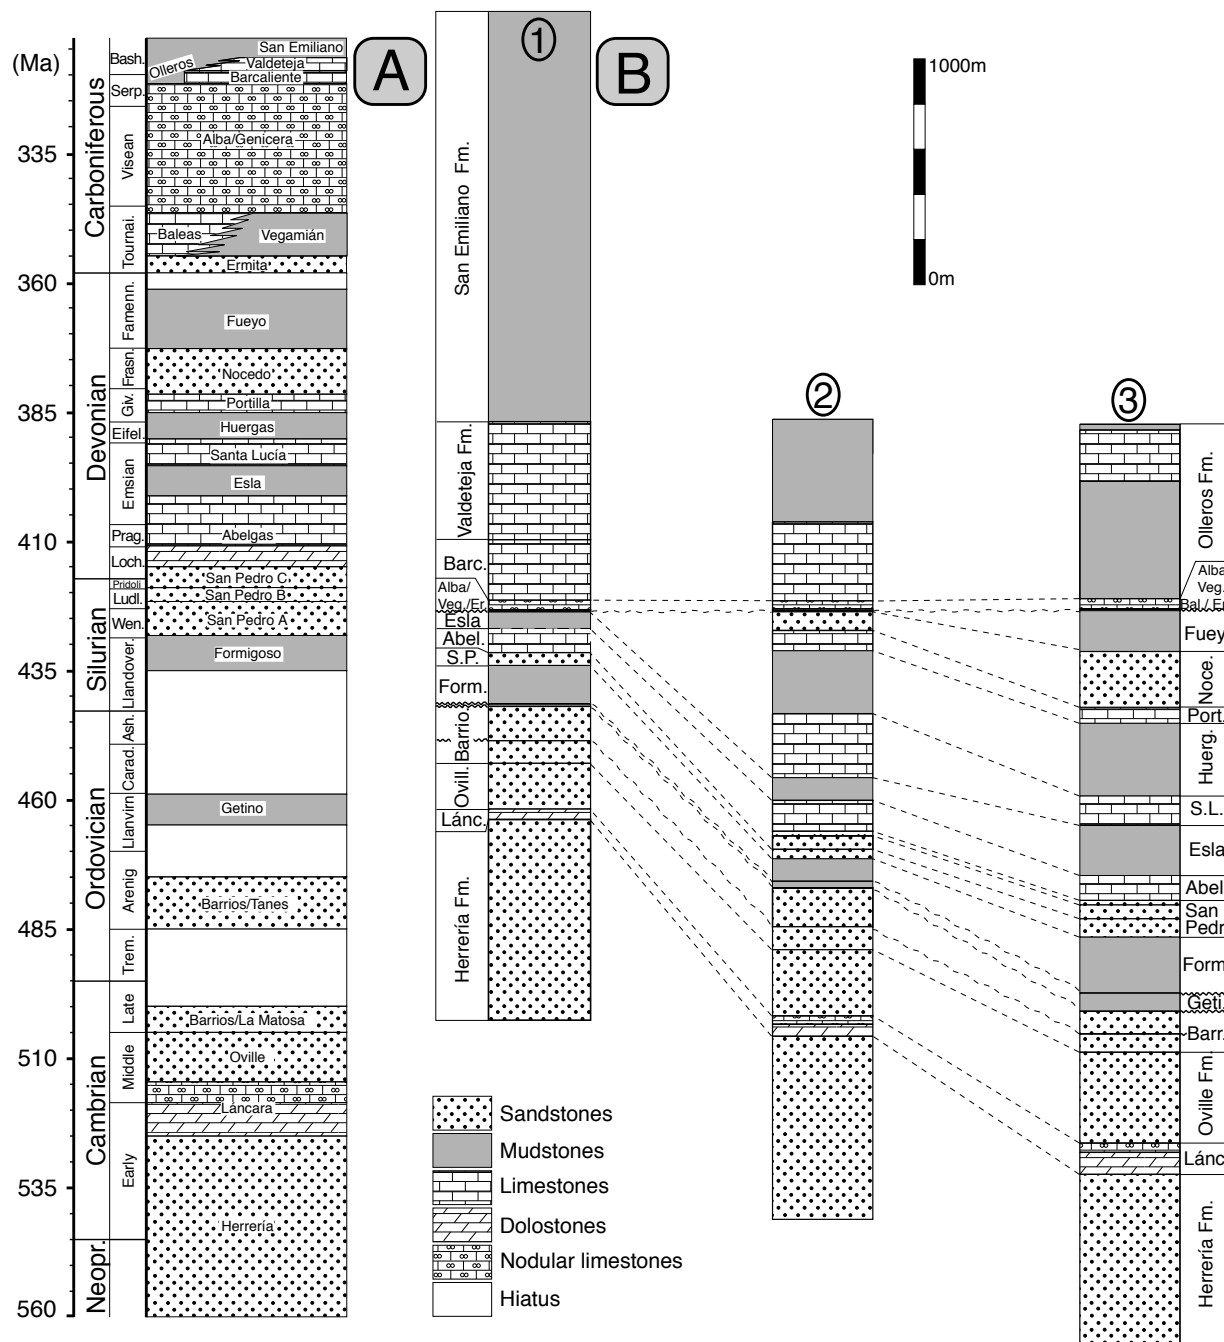 (Ma)
335
360
385
410
435
460
485
510
535
560
Carboniferous
Devonian
Silurian
Ordovician
Cambrian
Neopr.
Bash.
Serp.
Visean
Tournai.
Famenn.
Frasn.
Giv.
Eifel.
Emsian
Prag.
Loch.
Pridoli
Ludl.
Wen.
Llandover.
Ash.
Carad.
Llanvirn
Arenig
Trem.
Late
Middle
Early
San Emiliano
Olleros
Valdeteja
Barcaliente
Alba/Genicera
Baleas
Vegamián
Ermita
Fueyo
Nocedo
Portilla
Huergas
Santa Lucía
Esla
Abelgas
San Pedro C
San Pedro B
San Pedro A
Formigoso
Getino
Barrios/Tanes
Barrios/La Matosa
Oville
Láncara
Herrería
A
B
1
San Emiliano Fm.
Valdeteja Fm.
Barc.
Alba/
Veg./Er.
Esla
Abel.
S.P.
Form.
Barrio.
Ovill.
Lánc.
Herrería Fm.
1000m
0m
2
3
Olleros Fm.
Alba
Veg.
Bal./ Er
Fuey
Noce.
Port.
Huerg.
S.L.
Esla
Abel
San
Pedr
Form
Geti.
Barr.
Oville Fm.
Lánc
Herrería Fm.
Sandstones
Mudstones
Limestones
Dolostones
Nodular limestones
Hiatus